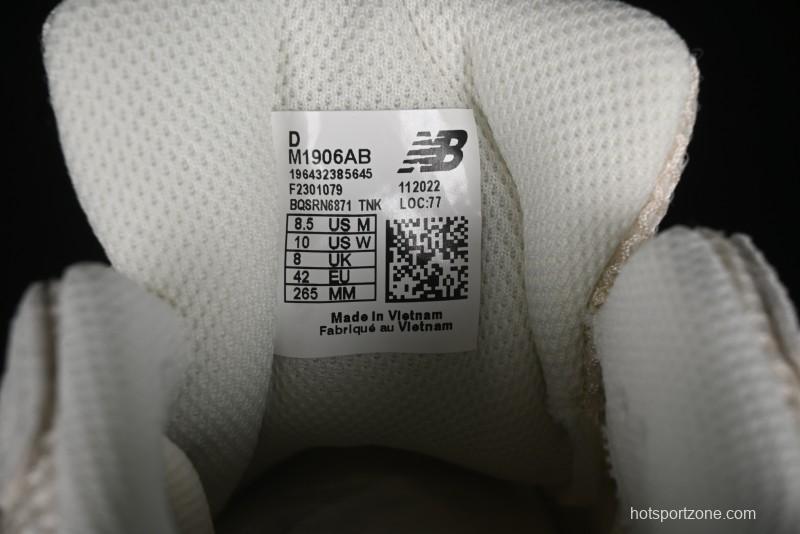 D
M1906AB
196432385645
F2301079 112022
BQSRN6871 TNK LOC:77
NB
8.5 US M
10 US W
8 UK
42 EU
265 MM
Made in Vietnam
Fabriqué au Vietnam
hotsportzone.com